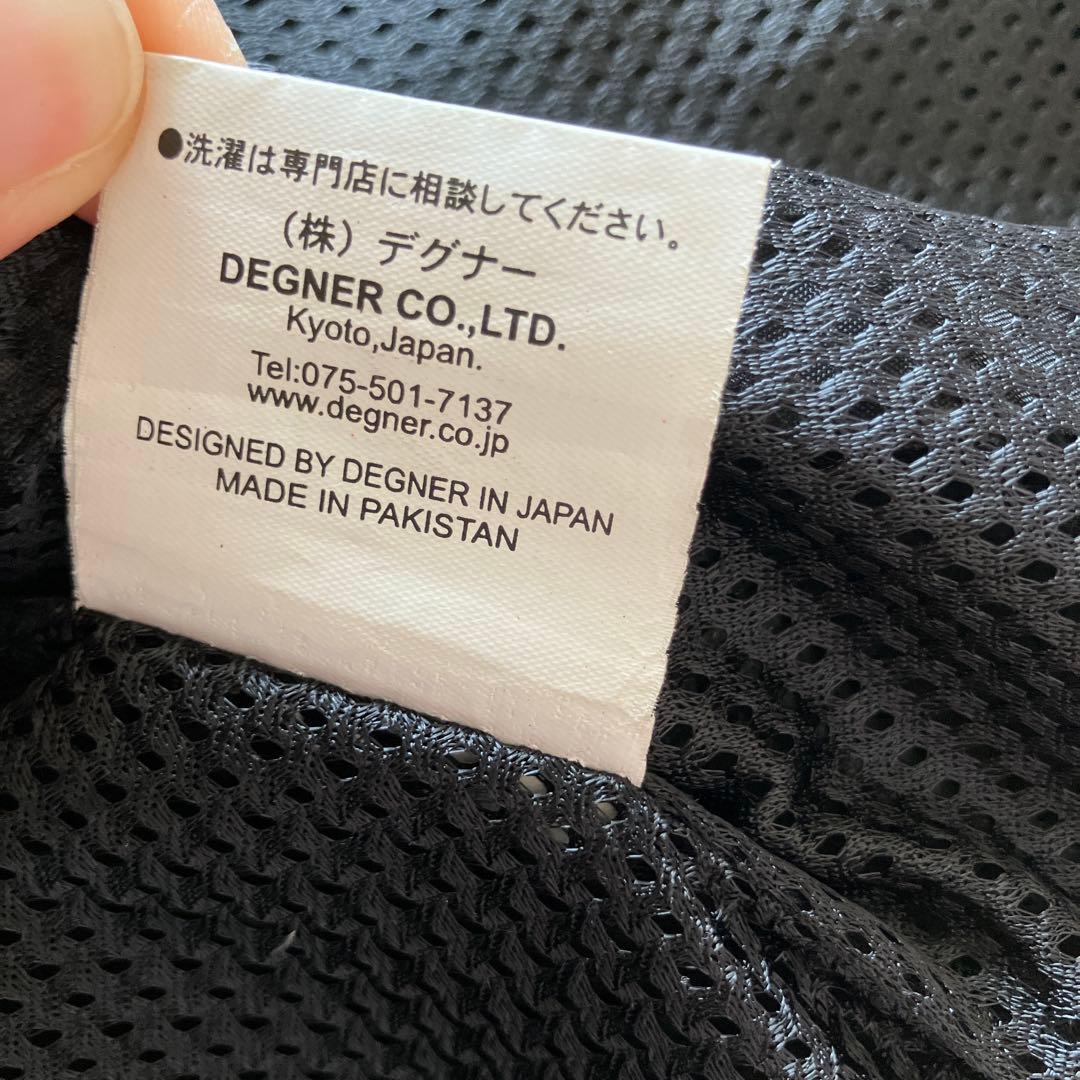 ●洗濯は専門店に相談してください。
（株）デグナー
DEGNER CO.,LTD.
Kyoto,Japan.
Tel:075-501-7137
www.degner.co.jp
DESIGNED BY DEGNER IN JAPAN
MADE IN PAKISTAN